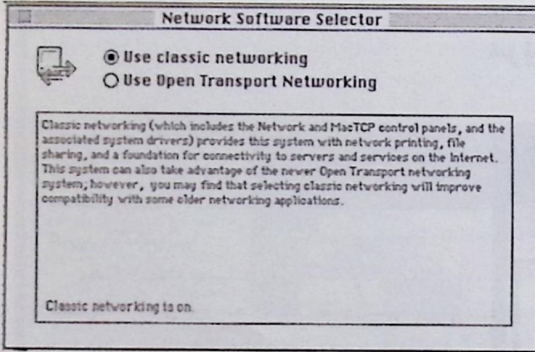 Network Software Selector
Use classic networking
Use Open Transport Networking
Classic networking (which includes the Network and MacTCP control panels, and the
associated system drivers) provides this system with network printing, file
sharing, and a foundation for connectivity to servers and services on the Internet.
This system can also take advantage of the newer Open Transport networking
system; however, you may find that selecting classic networking will improve
compatibility with some older networking applications.
Classic networking is on.